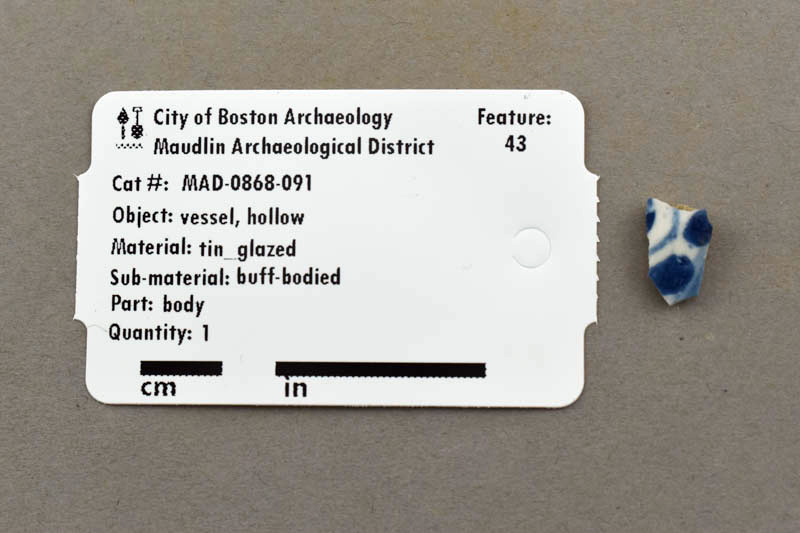 City of Boston Archaeology
Maudlin Archaeological District
Feature:
43
Cat #: MAD-0868-091
Object: vessel, hollow
Material: tin_glazed
Sub-material: buff-bodied
Part: body
Quantity: 1
cm in